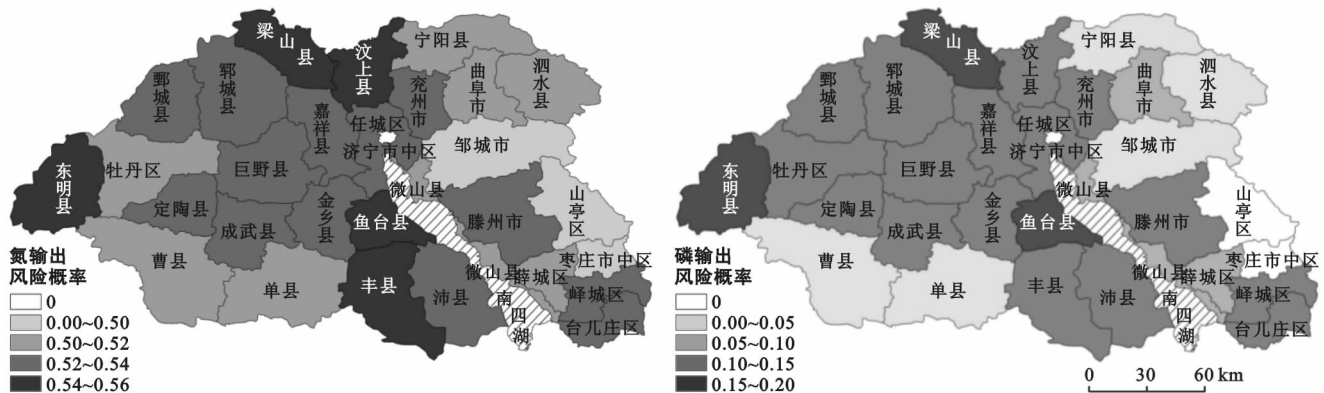 梁山县
汶上县
宁阳县
鄄城县
郓城县
兖州市
曲阜市
泗水县
嘉祥县
任城区
东明县
牡丹区
巨野县
济宁市中区
邹城市
微山县
山亭区
定陶县
成武县
金乡县
鱼台县
滕州市
曹县
单县
丰县
沛县
微山县
薛城区
枣庄市中区
南四湖
峄城区
台儿庄区
氮输出
风险概率
0
0.00~0.50
0.50~0.52
0.52~0.54
0.54~0.56
梁山县
汶上县
宁阳县
鄄城县
郓城县
兖州市
曲阜市
泗水县
嘉祥县
任城区
东明县
牡丹区
巨野县
济宁市中区
邹城市
微山县
山亭区
定陶县
成武县
金乡县
鱼台县
滕州市
曹县
单县
丰县
沛县
微山县
薛城区
枣庄市中区
南四湖
峄城区
台儿庄区
磷输出
风险概率
0
0.00~0.05
0.05~0.10
0.10~0.15
0.15~0.20
0 30 60 km